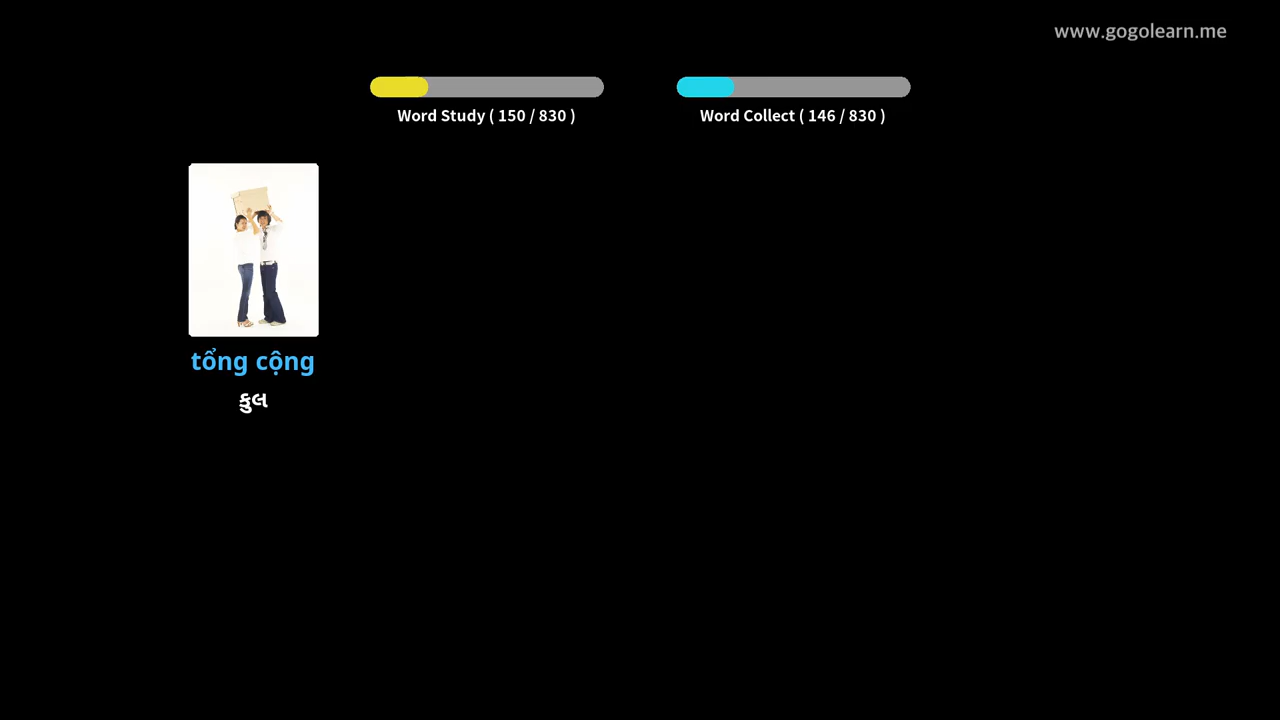 www.gogolearn.me
Word Study ( 150 / 830 )
Word Collect ( 146 / 830 )
tổng cộng
કુલ